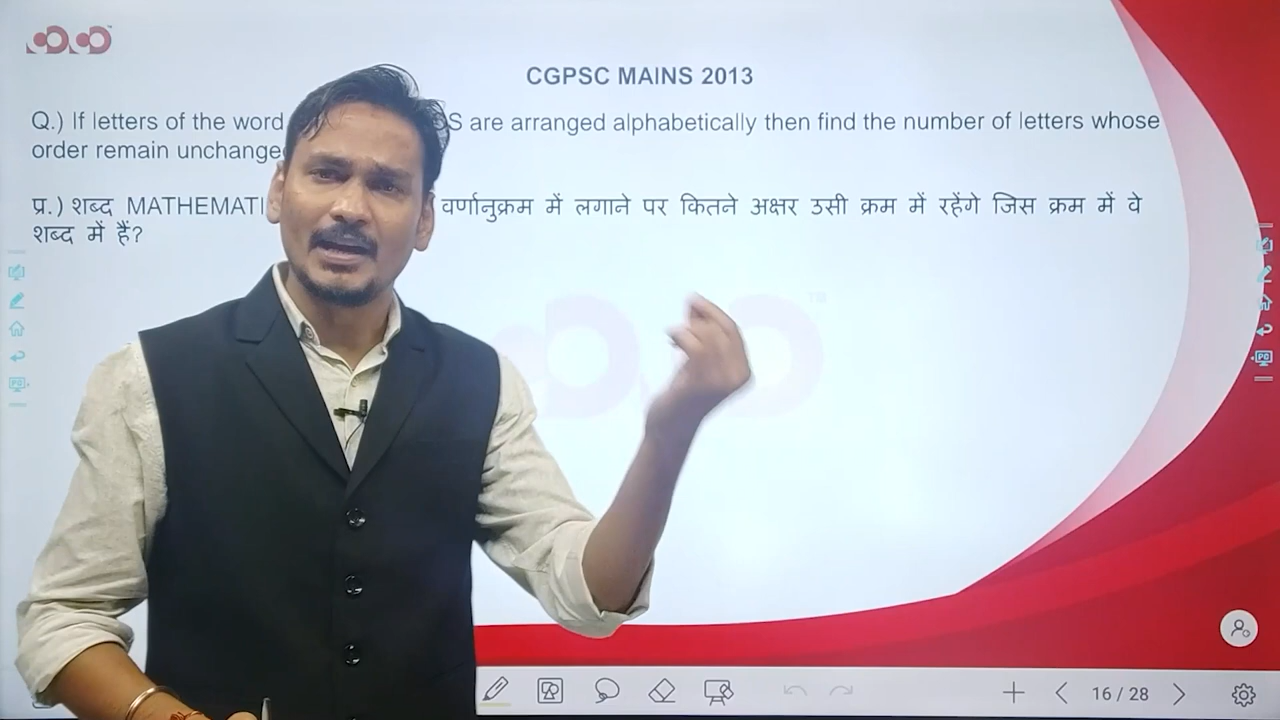 CGPSC MAINS 2013
Q.) If letters of the word S are arranged alphabetically then find the number of letters whose
order remain unchange
प्र.) शब्द MATHEMATI वर्णानुक्रम में लगाने पर कितने अक्षर उसी क्रम में रहेंगे जिस क्रम में वे
शब्द में हैं?
16 / 28